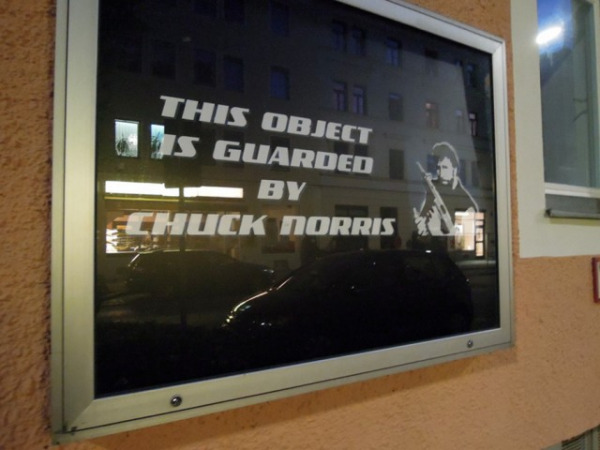 THIS OBJECT
IS GUARDED
BY
CHUCK NORRIS